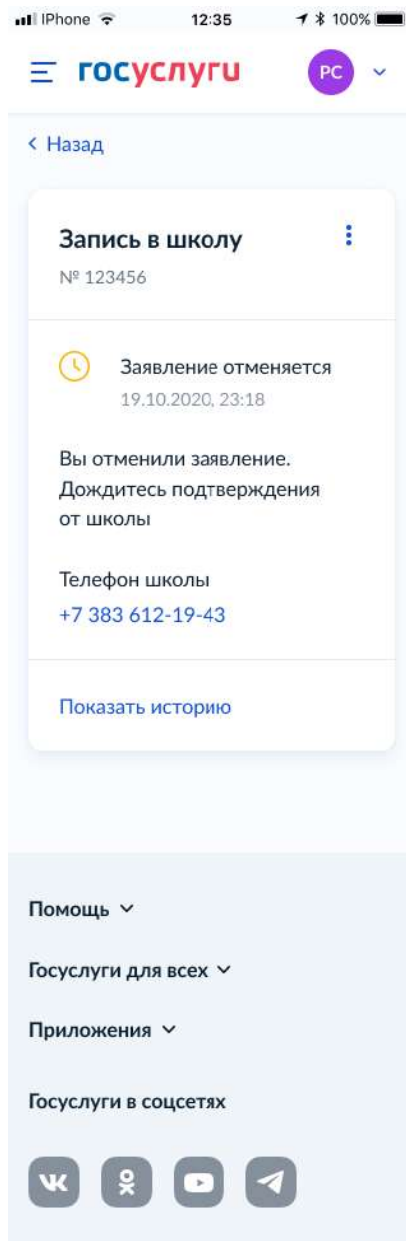 IPhone 12:35 100%
госуслуги РС
Назад
Запись в школу
№ 123456
Заявление отменяется
19.10.2020, 23:18
Вы отменили заявление.
Дождитесь подтверждения
от школы
Телефон школы
+7 383 612-19-43
Показать историю
Помощь
Госуслуги для всех
Приложения
Госуслуги в соцсетях